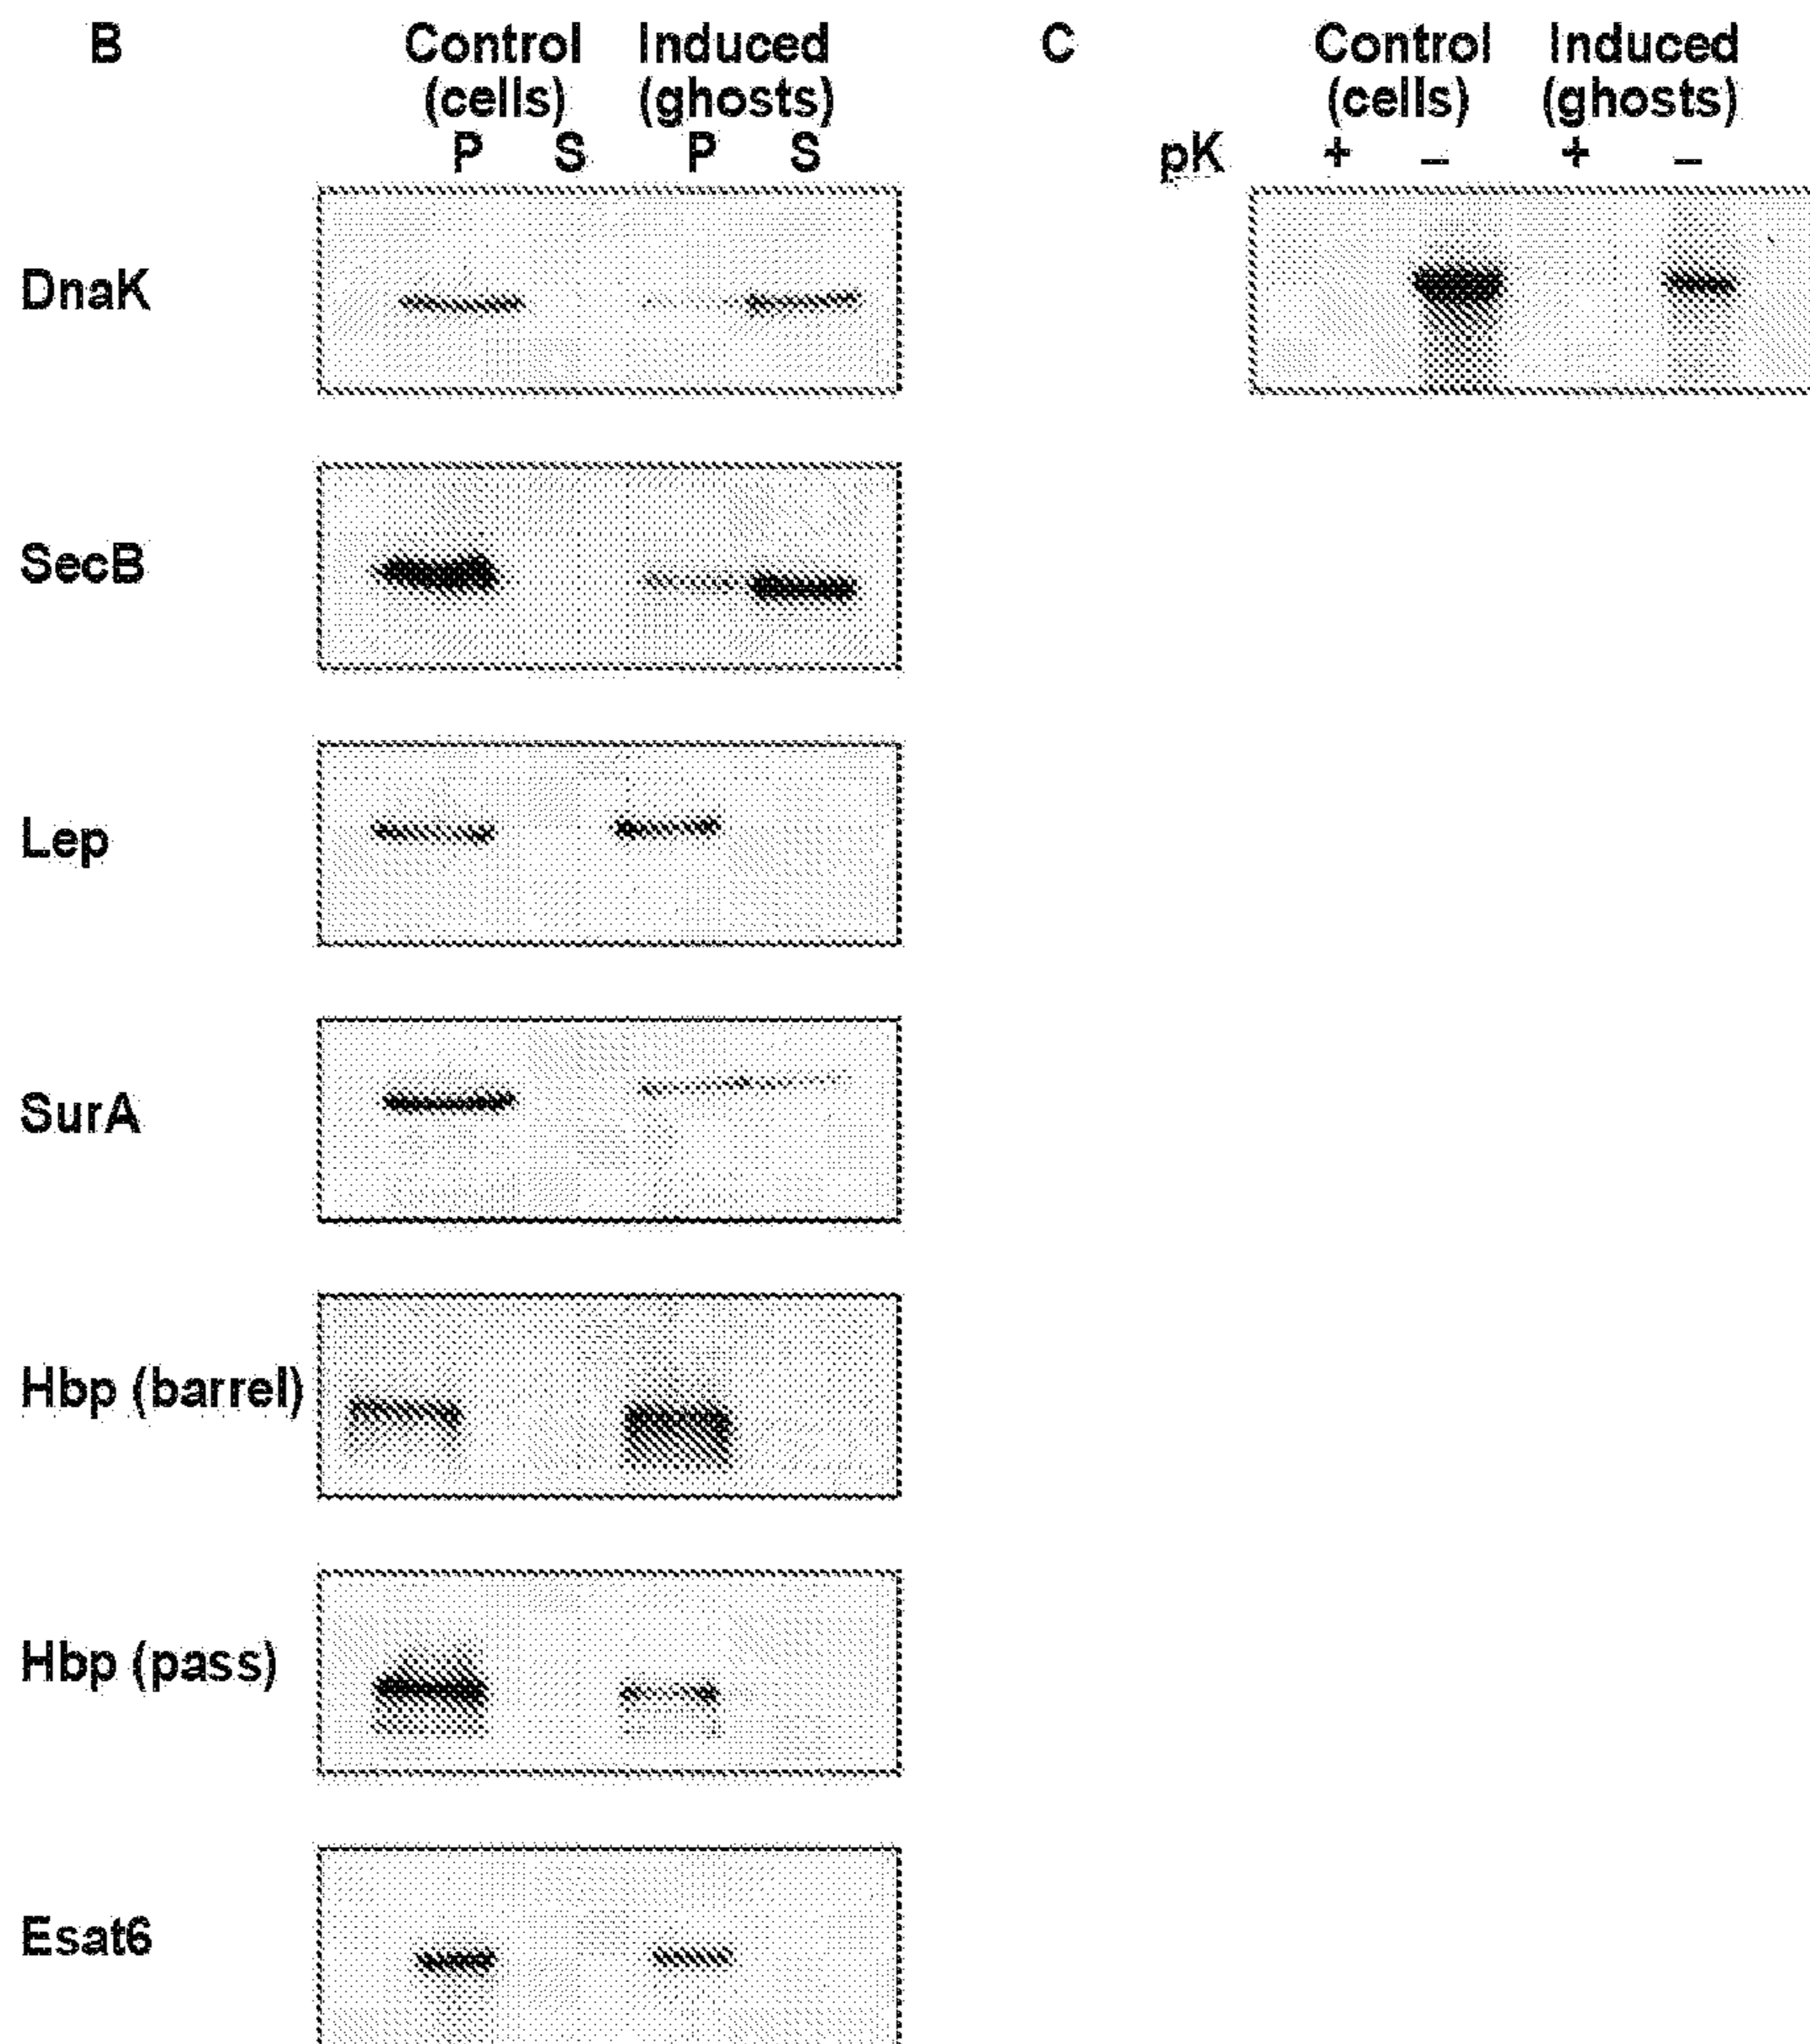 B Control Induced
(cells) (ghosts)
P S P S
C Control Induced
(cells) (ghosts)
pK + – + –
DnaK
SecB
Lep
SurA
Hbp (barrel)
Hbp (pass)
Esat6